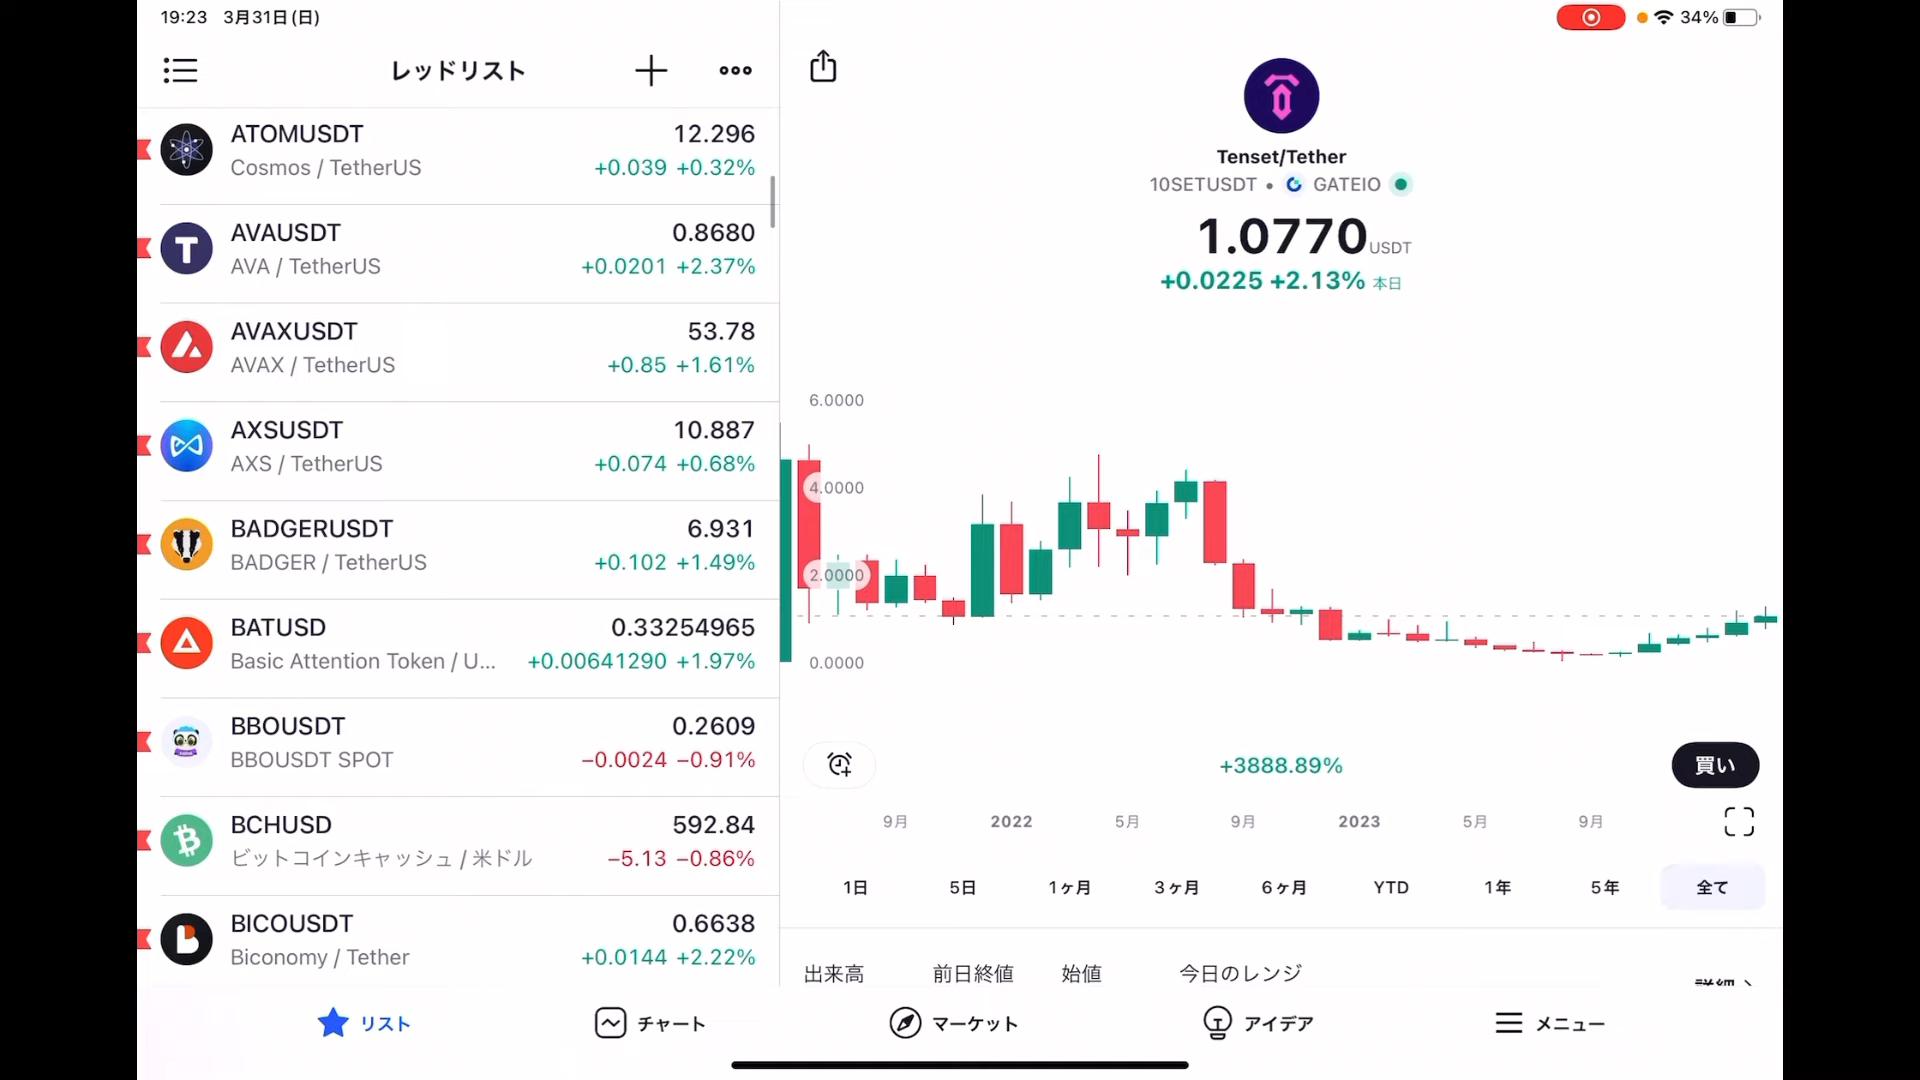 19:23 3月31日(日)
34%
レッドリスト
ATOMUSDT 12.296
Cosmos / TetherUS +0.039 +0.32%
AVAUSDT 0.8680
AVA / TetherUS +0.0201 +2.37%
AVAXUSDT 53.78
AVAX / TetherUS +0.85 +1.61%
AXSUSDT 10.887
AXS / TetherUS +0.074 +0.68%
BADGERUSDT 6.931
BADGER / TetherUS +0.102 +1.49%
BATUSD 0.33254965
Basic Attention Token / U... +0.00641290 +1.97%
BBOUSDT 0.2609
BBOUSDT SPOT −0.0024 −0.91%
BCHUSD 592.84
ビットコインキャッシュ / 米ドル −5.13 −0.86%
BICOUSDT 0.6638
Biconomy / Tether +0.0144 +2.22%
Tenset/Tether
10SETUSDT • GATEIO
1.0770 USDT
+0.0225 +2.13% 本日
6.0000
4.0000
2.0000
0.0000
+3888.89%
買い
9月 2022 5月 9月 2023 5月 9月
1日 5日 1ヶ月 3ヶ月 6ヶ月 YTD 1年 5年 全て
出来高 前日終値 始値 今日のレンジ
詳細
リスト チャート マーケット アイデア メニュー